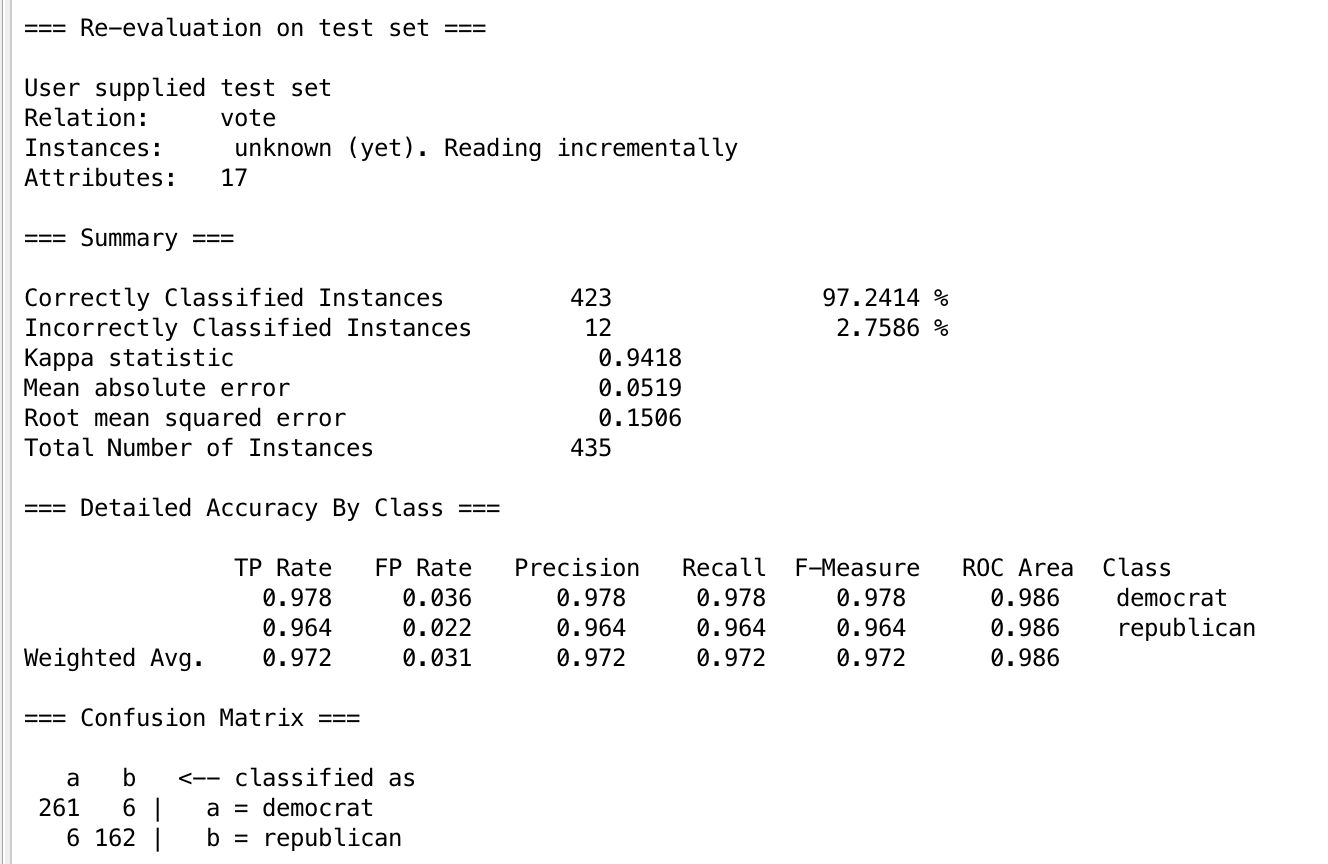 === Re-evaluation on test set ===
User supplied test set
Relation:     vote
Instances:     unknown (yet). Reading incrementally
Attributes:   17
=== Summary ===
Correctly Classified Instances         423               97.2414 %
Incorrectly Classified Instances        12                2.7586 %
Kappa statistic                          0.9418
Mean absolute error                      0.0519
Root mean squared error                  0.1506
Total Number of Instances              435
=== Detailed Accuracy By Class ===
               TP Rate   FP Rate   Precision   Recall  F-Measure   ROC Area  Class
                 0.978     0.036      0.978     0.978     0.978      0.986    democrat
                 0.964     0.022      0.964     0.964     0.964      0.986    republican
Weighted Avg.    0.972     0.031      0.972     0.972     0.972      0.986
=== Confusion Matrix ===
   a   b   <-- classified as
 261   6 |   a = democrat
   6 162 |   b = republican